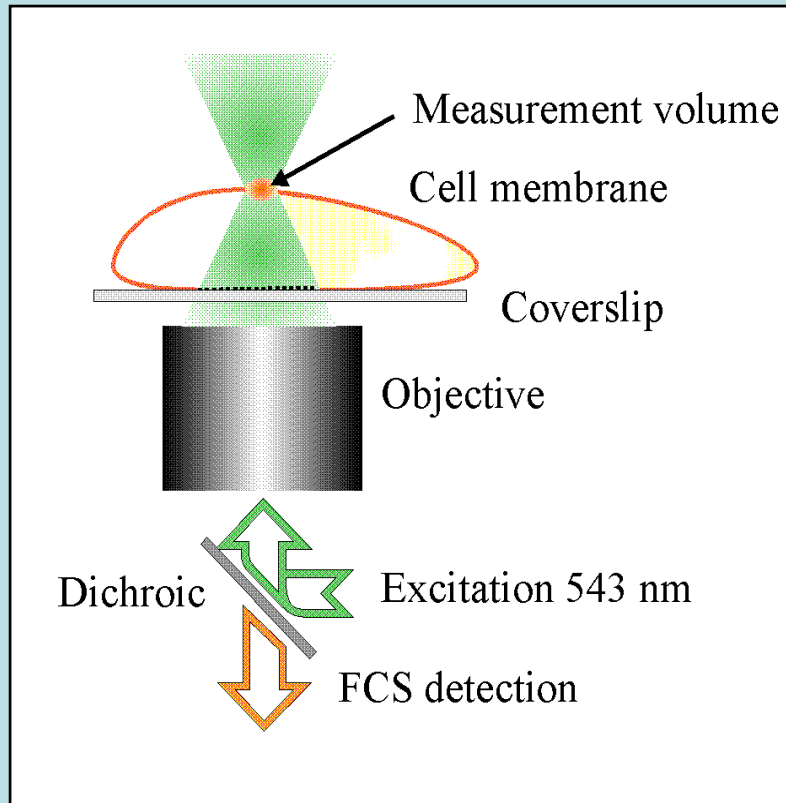 Measurement volume
Cell membrane
Coverslip
Objective
Dichroic
Excitation 543 nm
FCS detection